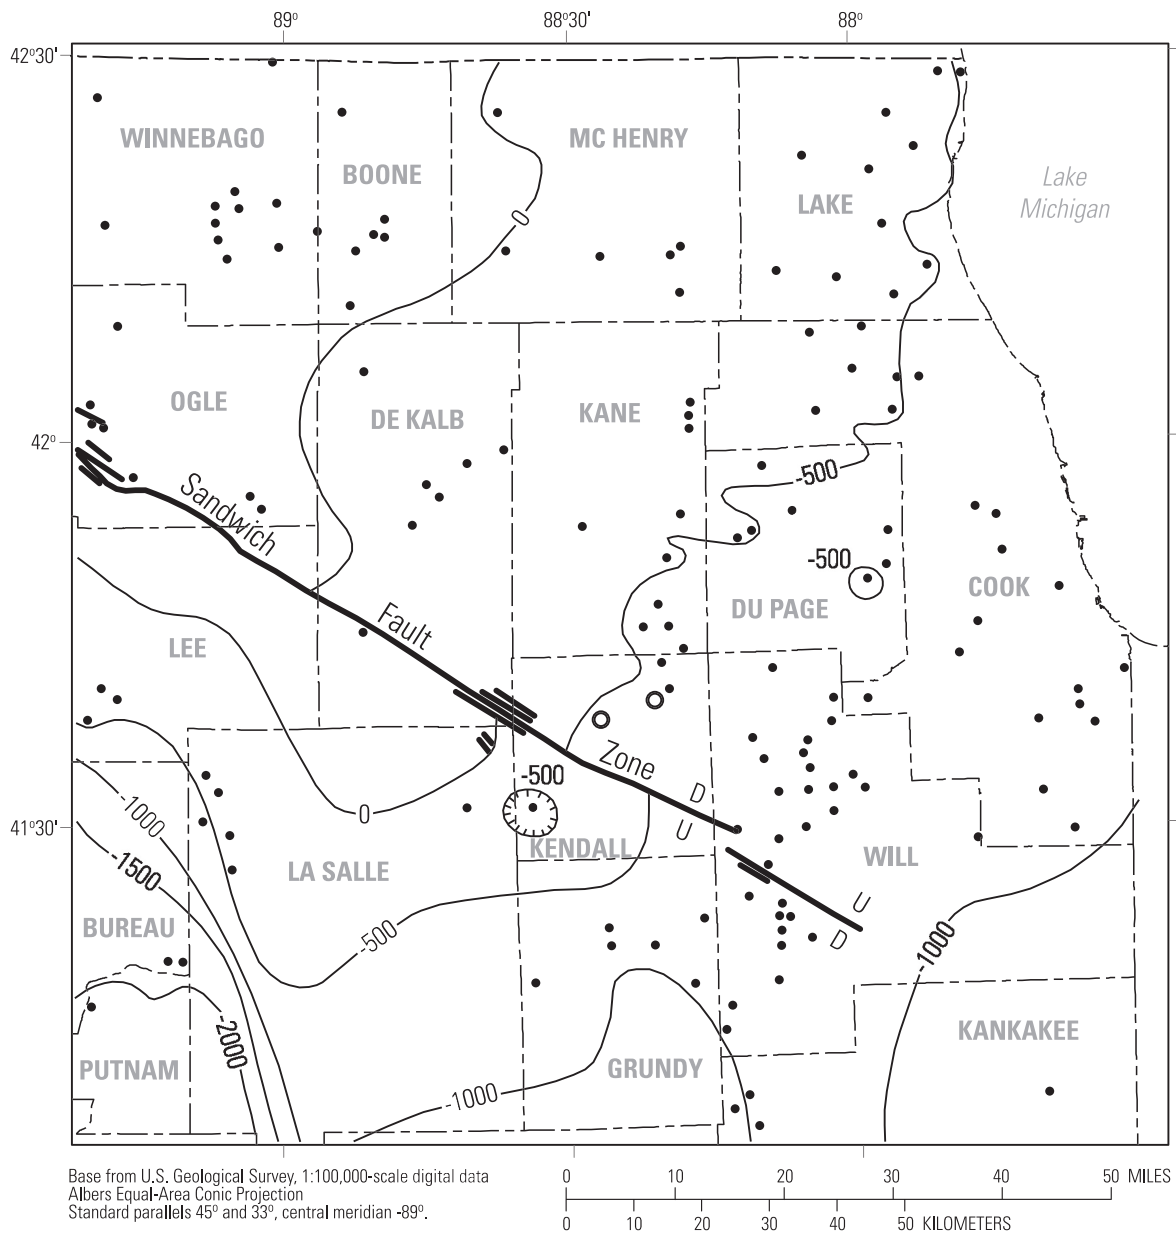 89° 88°30' 88°
42°30'
WINNEBAGO
BOONE
MC HENRY
LAKE
Lake
Michigan
0
OGLE
DE KALB
KANE
42°
-500
Sandwich
-500
DU PAGE
COOK
Fault
LEE
Zone
-500
D
U
0
41°30'
-1000
-1500
KENDALL
WILL
LA SALLE
U
D
BUREAU
-500
-1000
-2000
KANKAKEE
PUTNAM
GRUNDY
-1000
Base from U.S. Geological Survey, 1:100,000-scale digital data
Albers Equal-Area Conic Projection
Standard parallels 45° and 33°, central meridian -89°.
0 10 20 30 40 50 MILES
0 10 20 30 40 50 KILOMETERS